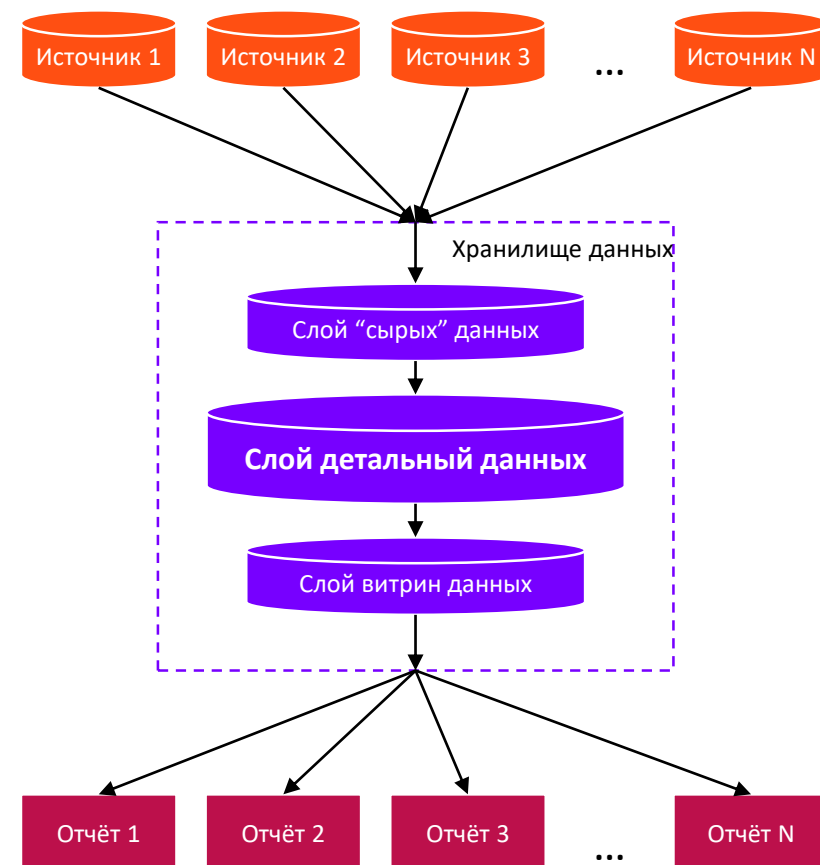 Источник 1
Источник 2
Источник 3
...
Источник N
Хранилище данных
Слой “сырых” данных
Слой детальный данных
Слой витрин данных
Отчёт 1
Отчёт 2
Отчёт 3
...
Отчёт N